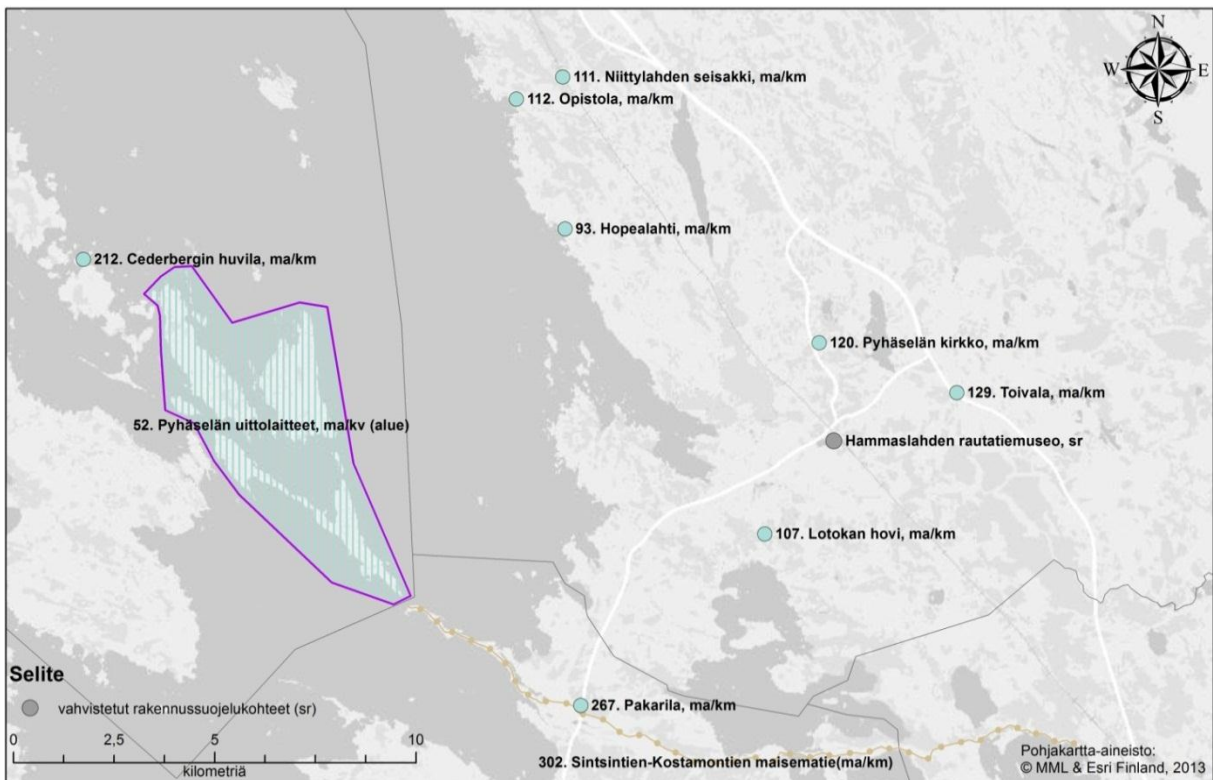 N
W E
S
111. Niittylahden seisakki, ma/km
112. Opistola, ma/km
93. Hopealahti, ma/km
212. Cederbergin huvila, ma/km
120. Pyhäselän kirkko, ma/km
129. Toivala, ma/km
52. Pyhäselän uittolaitteet, ma/kv (alue)
Hammaslahden rautatiemuseo, sr
107. Lotokan hovi, ma/km
Selite
vahvistetut rakennussuojelukohteet (sr)
267. Pakarila, ma/km
0 2,5 5 10
kilometriä
302. Sintsintien-Kostamontien maisematie(ma/km)
Pohjakartta-aineisto:
© MML & Esri Finland, 2013